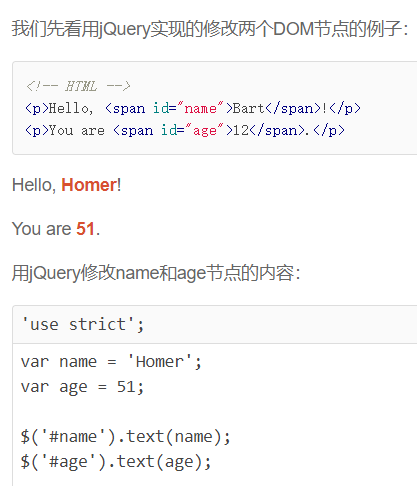 我们先看用jQuery实现的修改两个DOM节点的例子：
<!-- HTML -->
<p>Hello, <span id="name">Bart</span>!</p>
<p>You are <span id="age">12</span>.</p>
Hello, Homer!
You are 51.
用jQuery修改name和age节点的内容：
'use strict';
var name = 'Homer';
var age = 51;
$('#name').text(name);
$('#age').text(age);